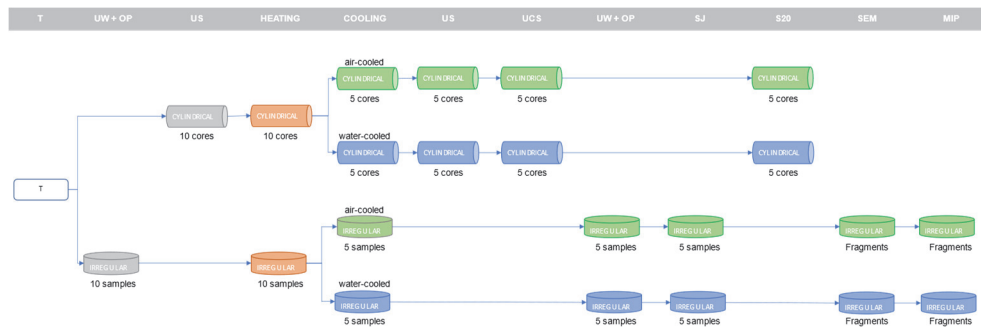 T UW + OP US HEATING COOLING US UCS UW + OP SJ S20 SEM MIP
air-cooled
CYLINDRICAL CYLINDRICAL CYLINDRICAL CYLINDRICAL
5 cores 5 cores 5 cores 5 cores
CYLINDRICAL CYLINDRICAL
10 cores 10 cores
water-cooled
CYLINDRICAL CYLINDRICAL CYLINDRICAL CYLINDRICAL
5 cores 5 cores 5 cores 5 cores
T
air-cooled
IRREGULAR IRREGULAR IRREGULAR IRREGULAR IRREGULAR
5 samples 5 samples 5 samples Fragments Fragments
IRREGULAR IRREGULAR
10 samples 10 samples
water-cooled
IRREGULAR IRREGULAR IRREGULAR IRREGULAR IRREGULAR
5 samples 5 samples 5 samples Fragments Fragments